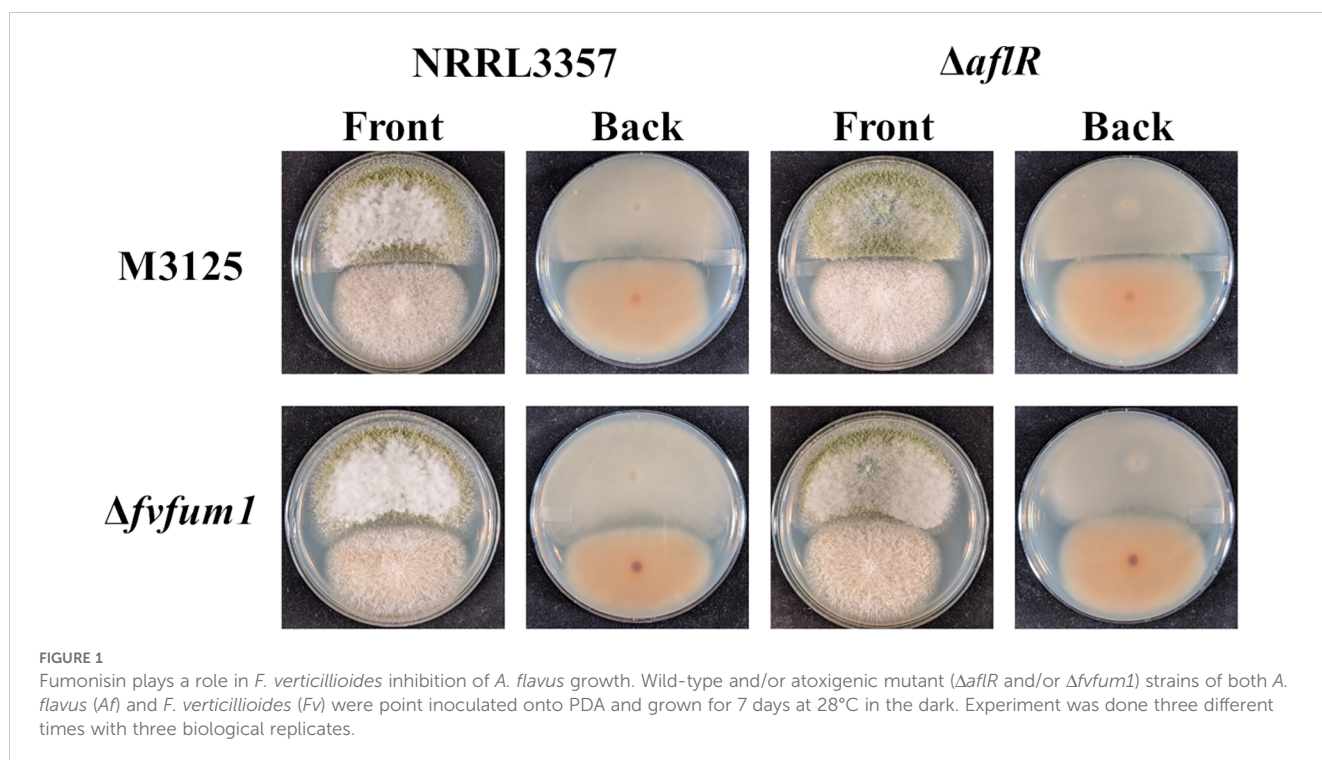 NRRL3357 ΔaflR
Front Back Front Back
M3125
Δfvfum1
FIGURE 1
Fumonisin plays a role in F. verticillioides inhibition of A. flavus growth. Wild-type and/or atoxigenic mutant (ΔaflR and/or Δfvfum1) strains of both A.
flavus (Af) and F. verticillioides (Fv) were point inoculated onto PDA and grown for 7 days at 28°C in the dark. Experiment was done three different
times with three biological replicates.